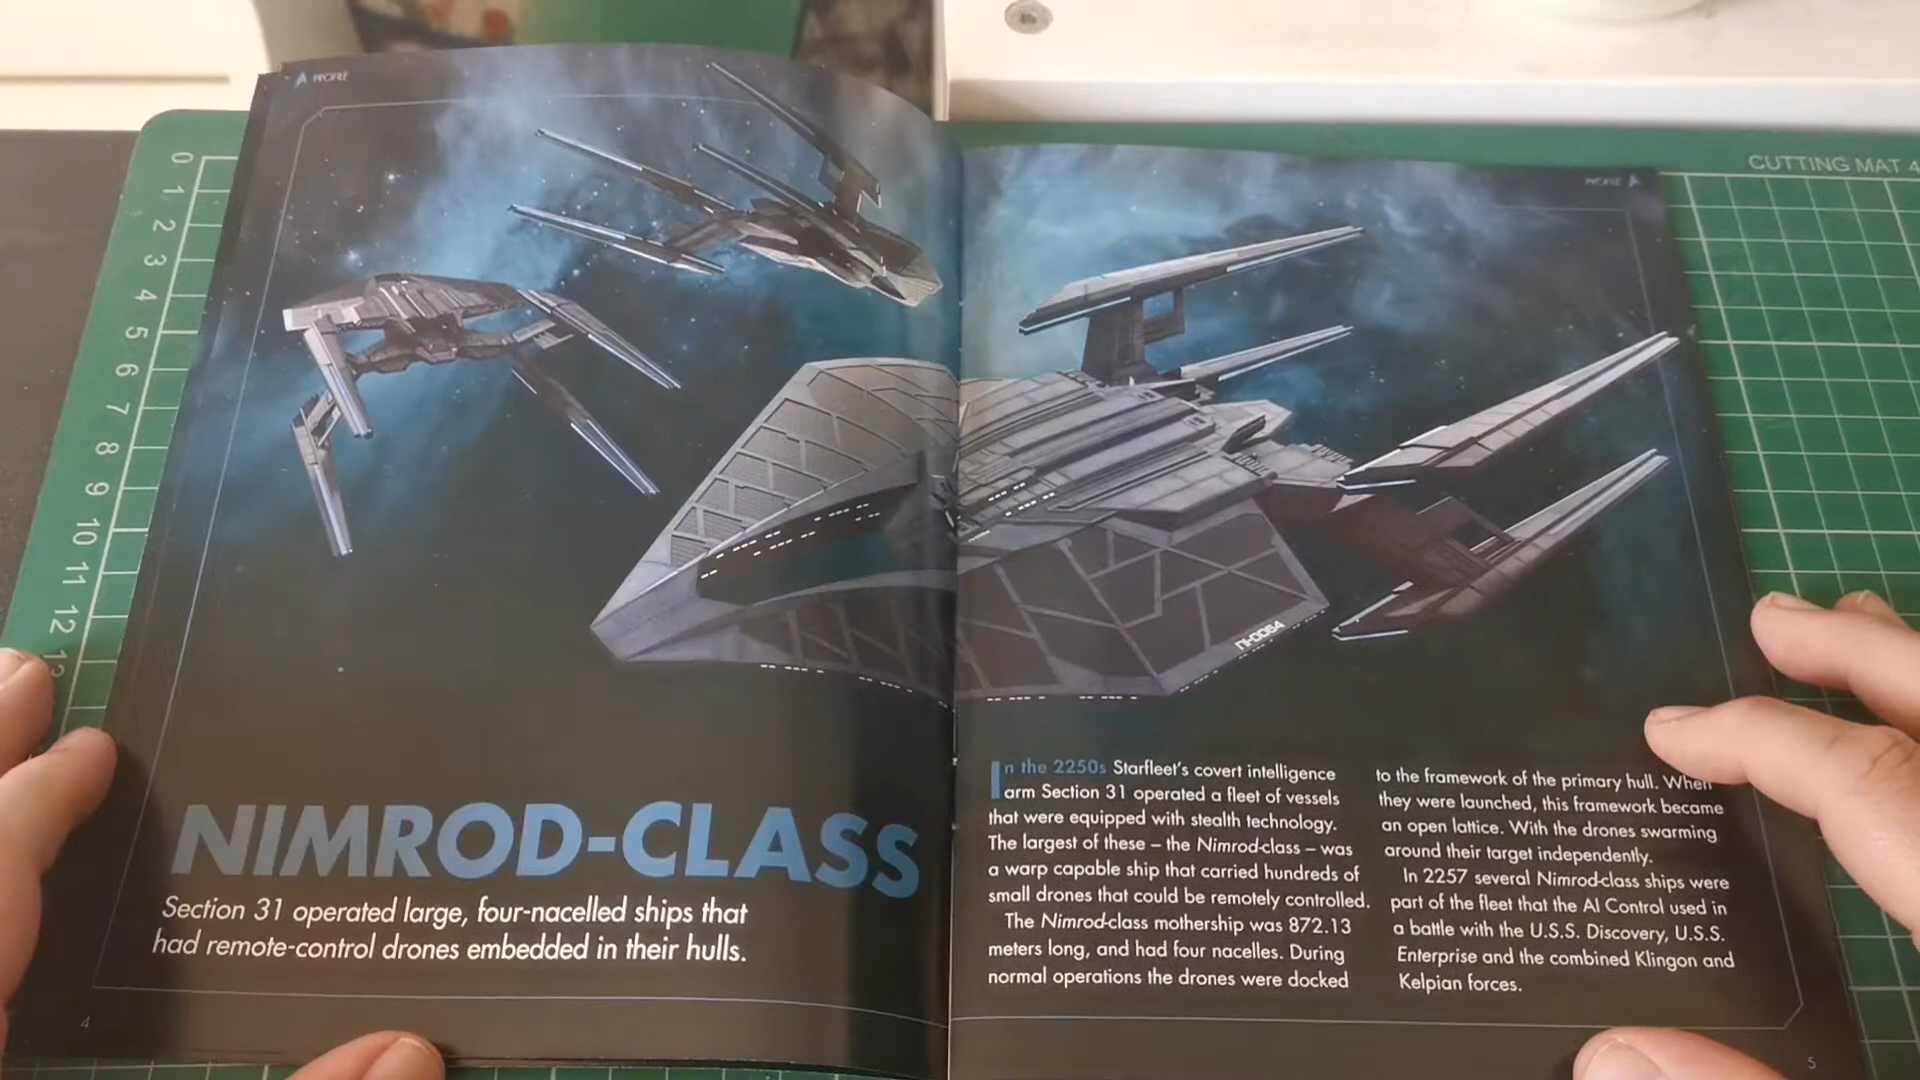 PROFILE
PROFILE
CUTTING MAT 4
0
1
2
3
4
5
6
7
8
9
10
11
12
NI-0064
NIMROD-CLASS
Section 31 operated large, four-nacelled ships that
had remote-control drones embedded in their hulls.
In the 2250s Starfleet's covert intelligence
arm Section 31 operated a fleet of vessels
that were equipped with stealth technology.
The largest of these – the Nimrod-class – was
a warp capable ship that carried hundreds of
small drones that could be remotely controlled.
The Nimrod-class mothership was 872.13
meters long, and had four nacelles. During
normal operations the drones were docked
to the framework of the primary hull. When
they were launched, this framework became
an open lattice. With the drones swarming
around their target independently.
In 2257 several Nimrod-class ships were
part of the fleet that the AI Control used in
a battle with the U.S.S. Discovery, U.S.S.
Enterprise and the combined Klingon and
Kelpian forces.
4
5